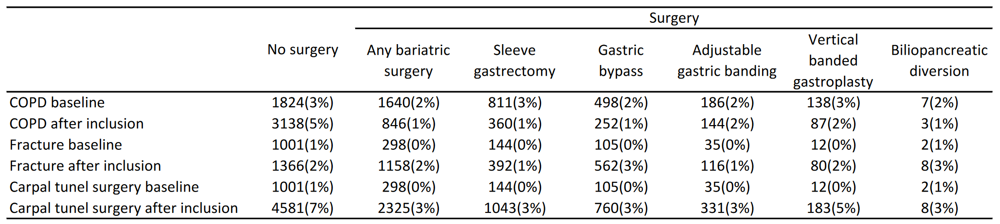 Surgery
No surgery Any bariatric surgery Sleeve gastrectomy Gastric bypass Adjustable gastric banding Vertical banded gastroplasty Biliopancreatic diversion
COPD baseline 1824(3%) 1640(2%) 811(3%) 498(2%) 186(2%) 138(3%) 7(2%)
COPD after inclusion 3138(5%) 846(1%) 360(1%) 252(1%) 144(2%) 87(2%) 3(1%)
Fracture baseline 1001(1%) 298(0%) 144(0%) 105(0%) 35(0%) 12(0%) 2(1%)
Fracture after inclusion 1366(2%) 1158(2%) 392(1%) 562(3%) 116(1%) 80(2%) 8(3%)
Carpal tunel surgery baseline 1001(1%) 298(0%) 144(0%) 105(0%) 35(0%) 12(0%) 2(1%)
Carpal tunel surgery after inclusion 4581(7%) 2325(3%) 1043(3%) 760(3%) 331(3%) 183(5%) 8(3%)